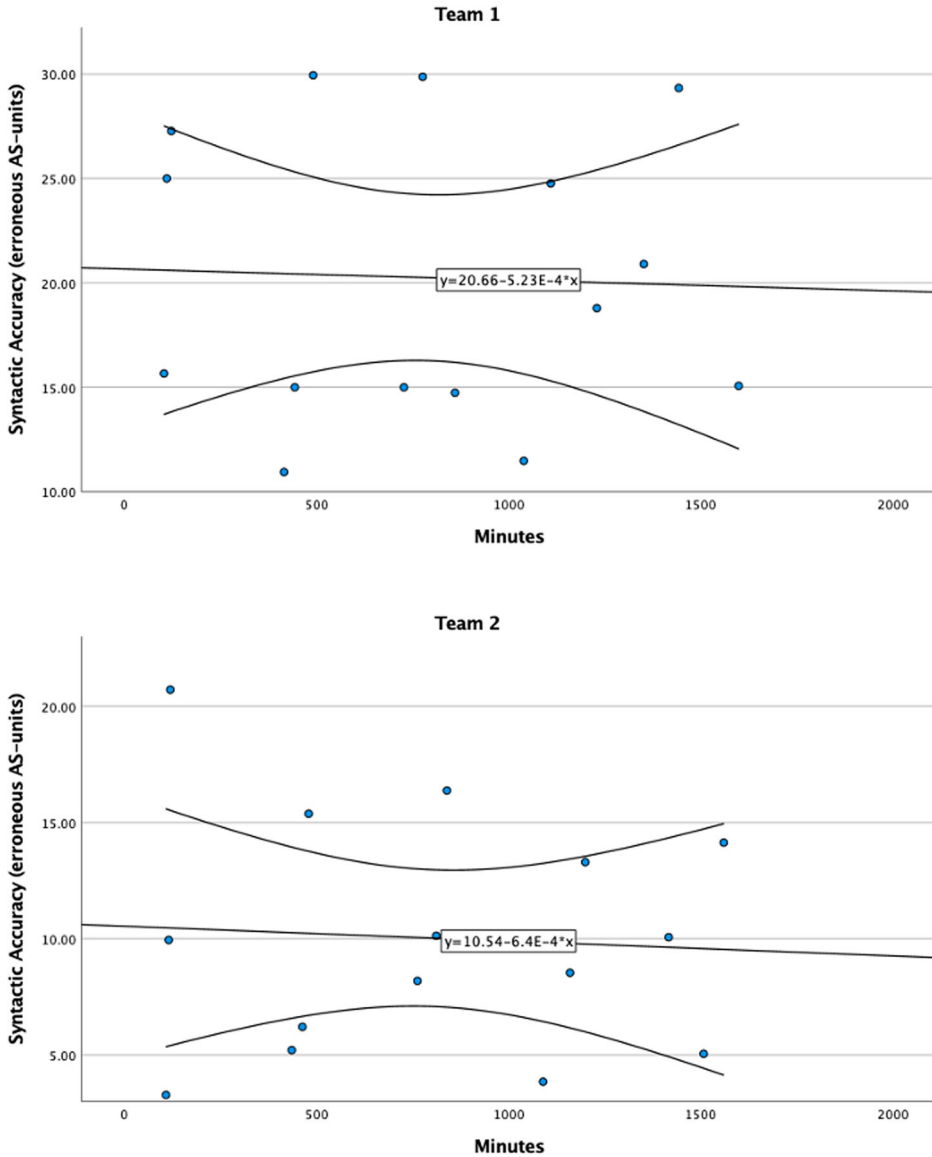 Team 1
Syntactic Accuracy (erroneous AS-units)
30.00
25.00
20.00
15.00
10.00
y=20.66-5.23E-4*x
0 500 1000 1500 2000
Minutes
Team 2
Syntactic Accuracy (erroneous AS-units)
20.00
15.00
10.00
5.00
y=10.54-6.4E-4*x
0 500 1000 1500 2000
Minutes